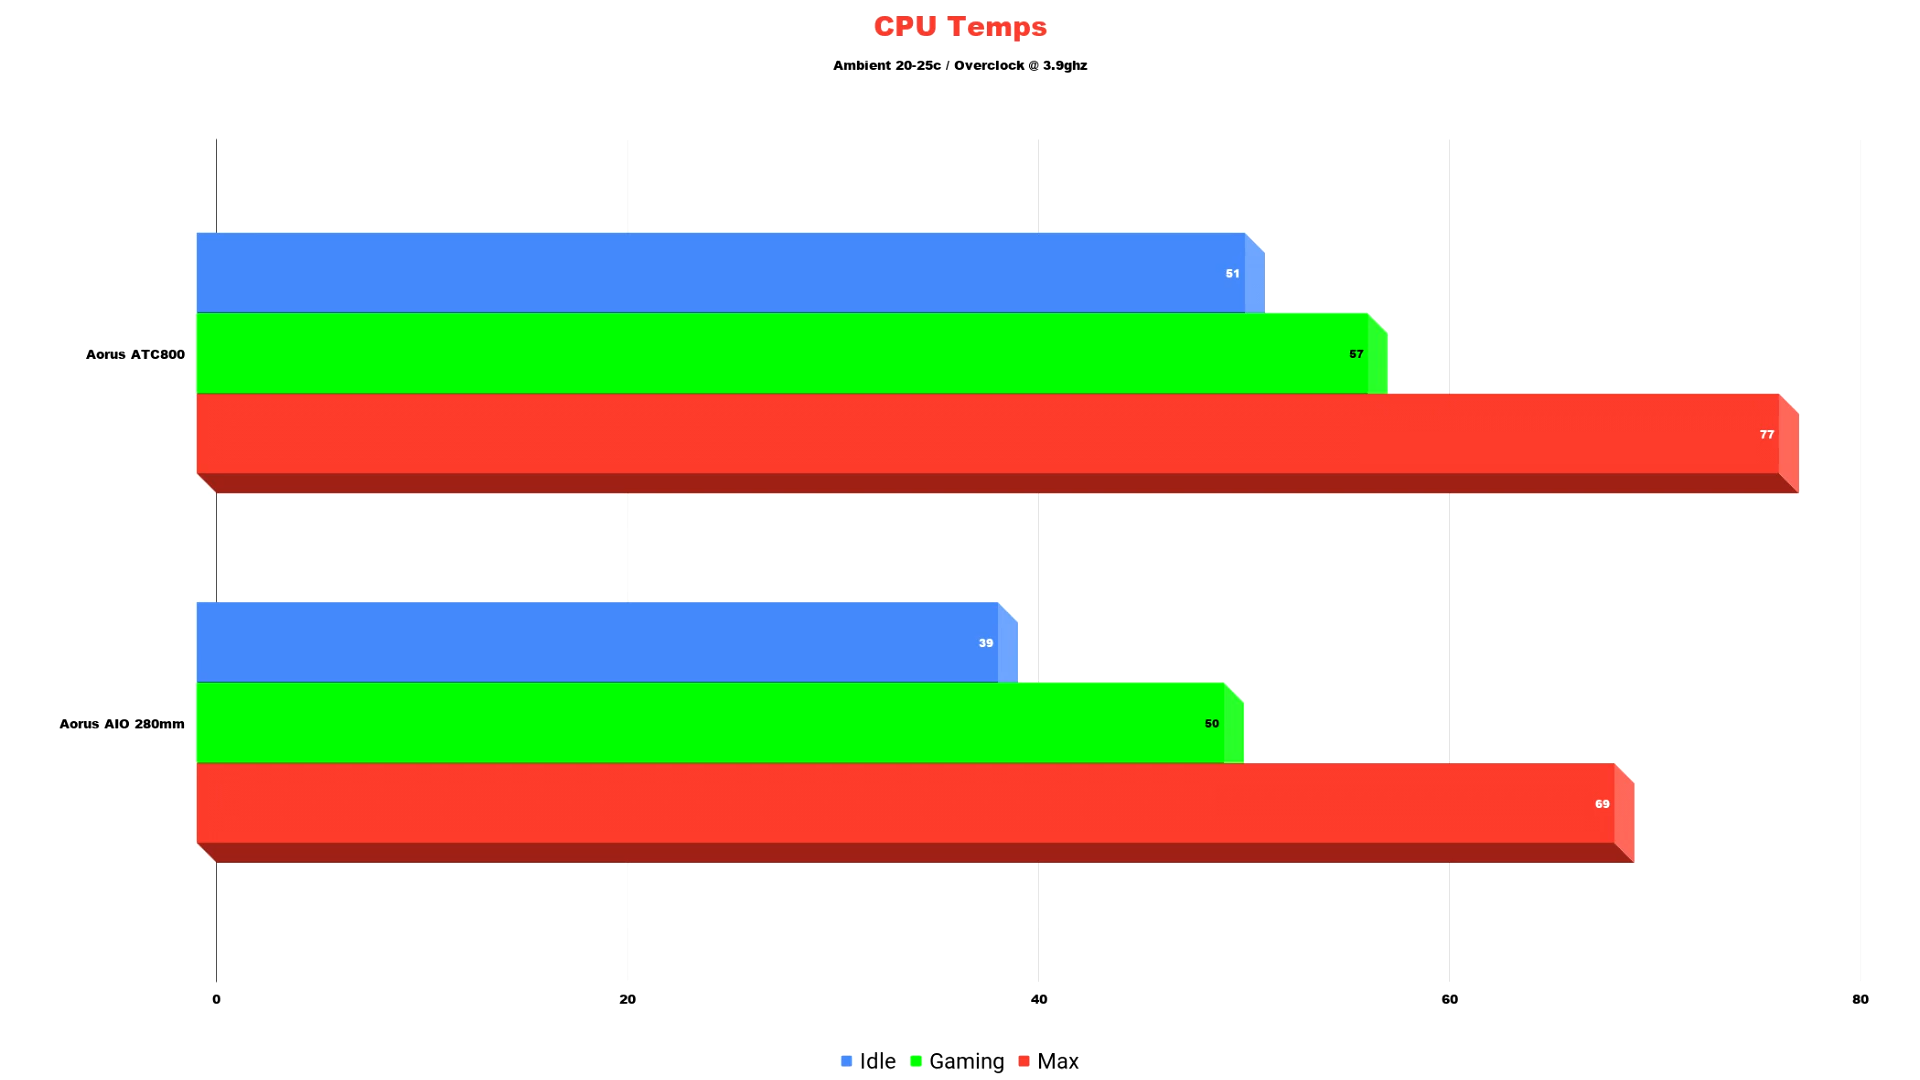 CPU Temps
Ambient 20-25c / Overclock @ 3.9ghz
51
Aorus ATC800
57
77
39
Aorus AIO 280mm
50
69
0 20 40 60 80
Idle Gaming Max